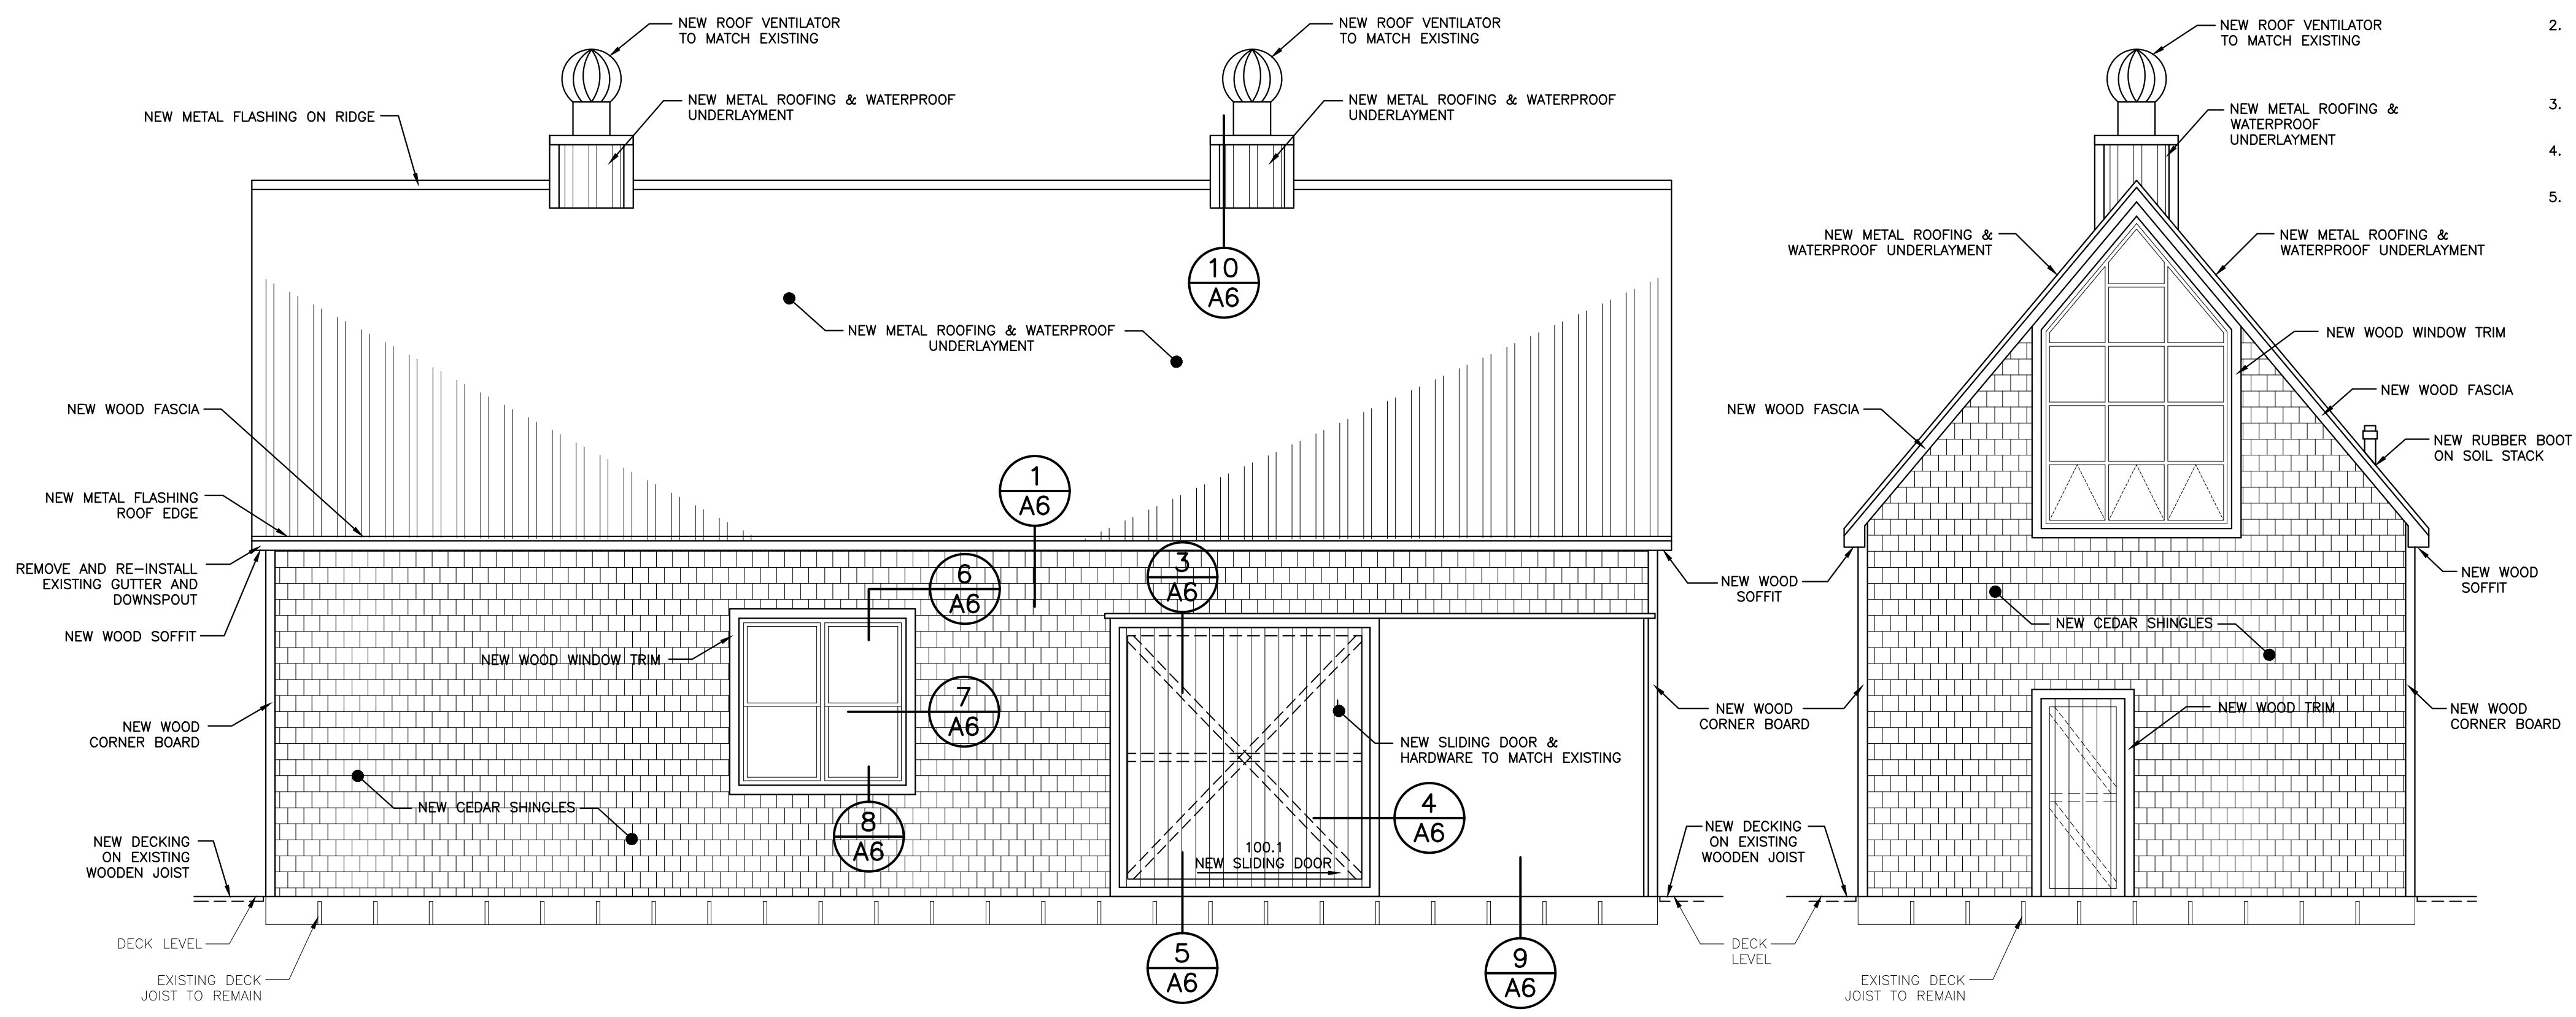 NEW ROOF VENTILATOR
TO MATCH EXISTING
NEW METAL ROOFING & WATERPROOF
UNDERLAYMENT
NEW METAL FLASHING ON RIDGE
NEW ROOF VENTILATOR
TO MATCH EXISTING
NEW METAL ROOFING & WATERPROOF
UNDERLAYMENT
10
A6
NEW METAL ROOFING & WATERPROOF
UNDERLAYMENT
NEW WOOD FASCIA
NEW METAL FLASHING
ROOF EDGE
REMOVE AND RE-INSTALL
EXISTING GUTTER AND
DOWNSPOUT
NEW WOOD SOFFIT
NEW WOOD
CORNER BOARD
NEW DECKING
ON EXISTING
WOODEN JOIST
DECK LEVEL
EXISTING DECK
JOIST TO REMAIN
1
A6
3
A6
6
A6
NEW WOOD WINDOW TRIM
7
A6
NEW CEDAR SHINGLES
8
A6
NEW SLIDING DOOR &
HARDWARE TO MATCH EXISTING
4
A6
100.1
NEW SLIDING DOOR
5
A6
9
A6
NEW WOOD
SOFFIT
NEW WOOD
CORNER BOARD
NEW DECKING
ON EXISTING
WOODEN JOIST
DECK
LEVEL
NEW ROOF VENTILATOR
TO MATCH EXISTING
NEW METAL ROOFING &
WATERPROOF
UNDERLAYMENT
NEW METAL ROOFING &
WATERPROOF UNDERLAYMENT
NEW METAL ROOFING &
WATERPROOF UNDERLAYMENT
NEW WOOD WINDOW TRIM
NEW WOOD FASCIA
NEW WOOD FASCIA
NEW RUBBER BOOT
ON SOIL STACK
NEW WOOD
SOFFIT
NEW CEDAR SHINGLES
NEW WOOD TRIM
NEW WOOD
CORNER BOARD
EXISTING DECK
JOIST TO REMAIN
2.
3.
4.
5.